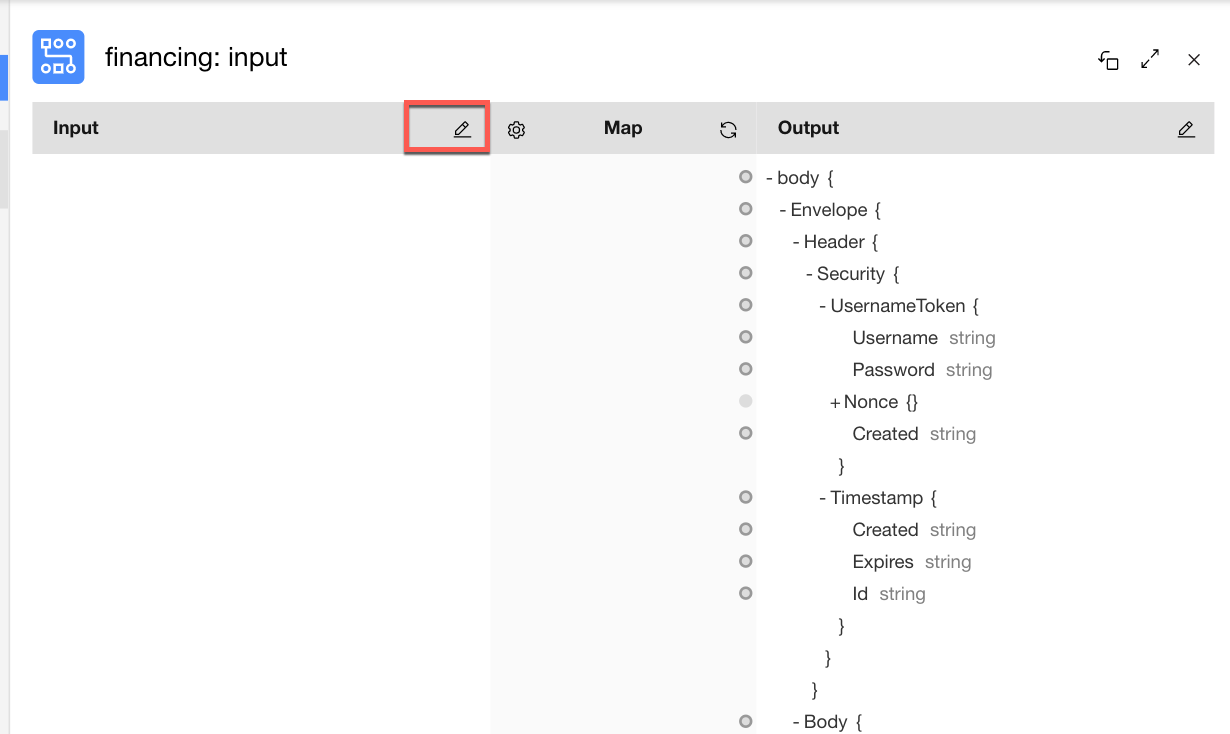 financing: input
Input Map Output
- body {
- Envelope {
- Header {
- Security {
- UsernameToken {
Username string
Password string
+ Nonce {}
Created string
}
- Timestamp {
Created string
Expires string
Id string
}
}
}
- Body {